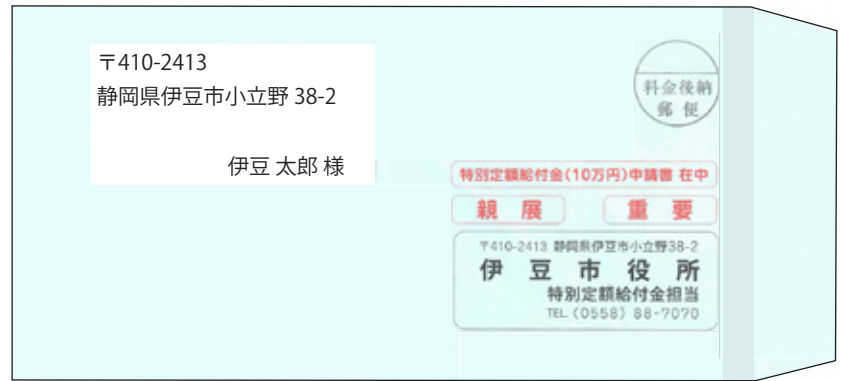 〒410-2413
静岡県伊豆市小立野 38-2
伊豆 太郎 様
料金後納
郵便
特別定額給付金(10万円)申請書 在中
親展
重要
〒410-2413 静岡県伊豆市小立野38-2
伊豆市役所
特別定額給付金担当
TEL.(0558) 88-7070